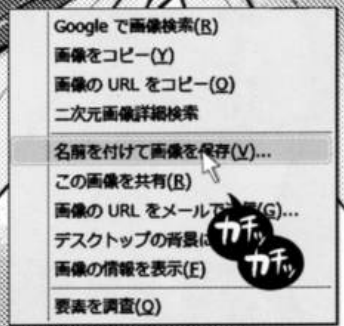 Google で画像検索(R)
画像をコピー(Y)
画像の URL をコピー(O)
二次元画像詳細検索
名前を付けて画像を保存(V)...
この画像を共有(R)
画像の URL をメールで(G)...
デスクトップの背景に
画像の情報を表示(F)
要素を調査(Q)
カチッ
カチッ